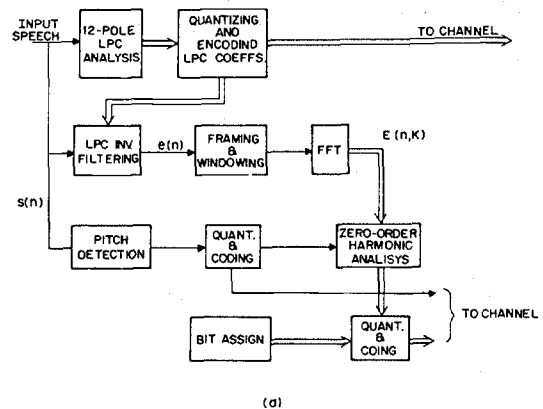 INPUT
SPEECH
12-POLE
LPC
ANALYSIS
QUANTIZING
AND
ENCODIND
LPC COEFFS.
TO CHANNEL
LPC INV.
FILTERING
e(n)
FRAMING
&
WINDOWING
FFT
E(n,K)
s(n)
PITCH
DETECTION
QUANT.
&
CODING
ZERO-ORDER
HARMONIC
ANALISYS
TO CHANNEL
BIT ASSIGN
QUANT.
&
COING
(a)